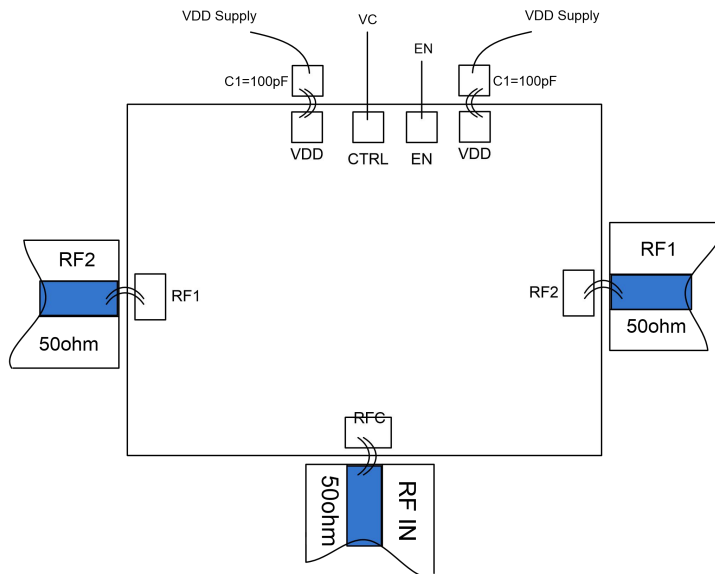 VDD Supply
VC
VDD Supply
EN
C1=100pF
C1=100pF
VDD
CTRL
EN
VDD
RF2
RF1
50ohm
RF1
RF2
50ohm
RFC
RF IN
50ohm